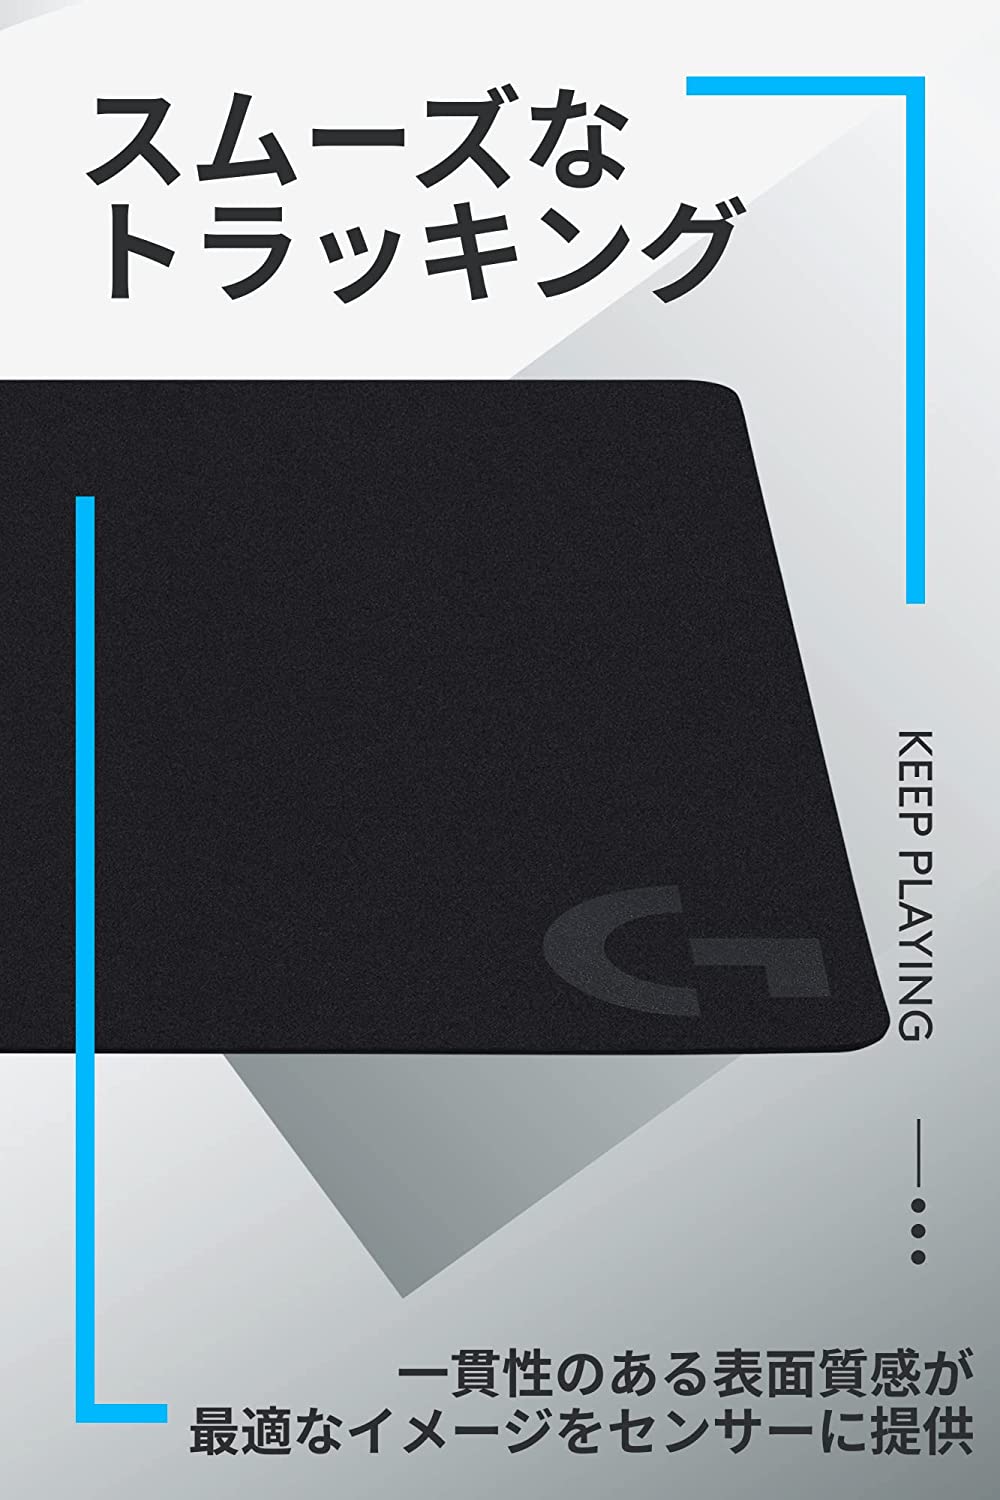 スムーズな
トラッキング
KEEP PLAYING
一貫性のある表面質感が
最適なイメージをセンサーに提供